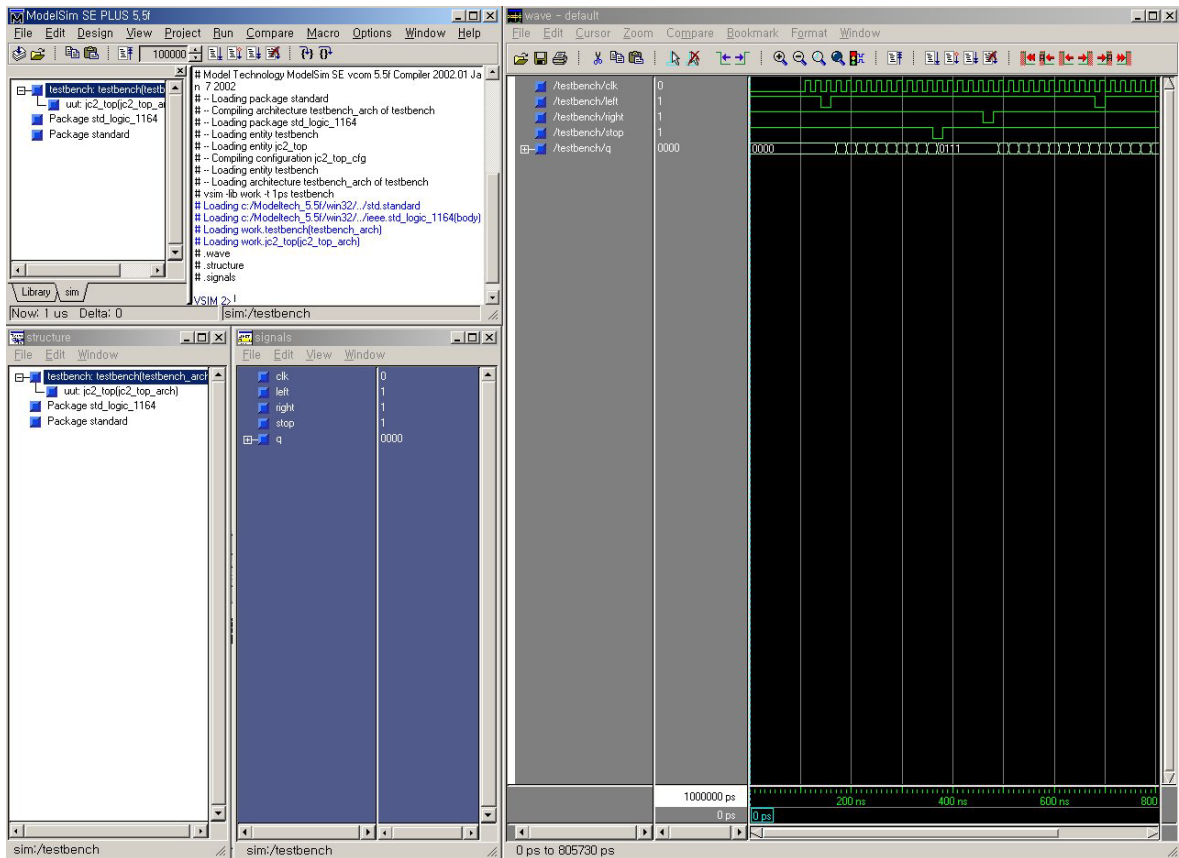 ModelSim SE PLUS 5,5f
File Edit Design View Project Run Compare Macro Options Window Help
100000
testbench: testbench(testb
uut: jc2_top(jc2_top_ar
Package std_logic_1164
Package standard
Library sim
# Model Technology ModelSim SE vcom 5.5f Compiler 2002.01 Ja
n 7 2002
# -- Loading package standard
# -- Compiling architecture testbench_arch of testbench
# -- Loading package std_logic_1164
# -- Loading entity testbench
# -- Loading entity jc2_top
# -- Compiling configuration jc2_top_cfg
# -- Loading entity testbench
# -- Loading architecture testbench_arch of testbench
# vsim -lib work -t 1ps testbench
# Loading c:/Modeltech_5.5f/win32/../std.standard
# Loading c:/Modeltech_5.5f/win32/../ieee.std_logic_1164(body)
# Loading work.testbench(testbench_arch)
# Loading work.jc2_top(jc2_top_arch)
# .wave
# .structure
# .signals
VSIM 2>
Now: 1 us Delta: 0
sim:/testbench
structure
File Edit Window
testbench: testbench(testbench_arch
uut: jc2_top(jc2_top_arch)
Package std_logic_1164
Package standard
sim:/testbench
signals
File Edit View Window
clk 0
left 1
right 1
stop 1
q 0000
sim:/testbench
wave - default
File Edit Cursor Zoom Compare Bookmark Format Window
/testbench/clk 0
/testbench/left 1
/testbench/right 1
/testbench/stop 1
/testbench/q 0000 0000 0111
1000000 ps
200 ns 400 ns 600 ns 800
0 ps 0 ps
0 ps to 805730 ps